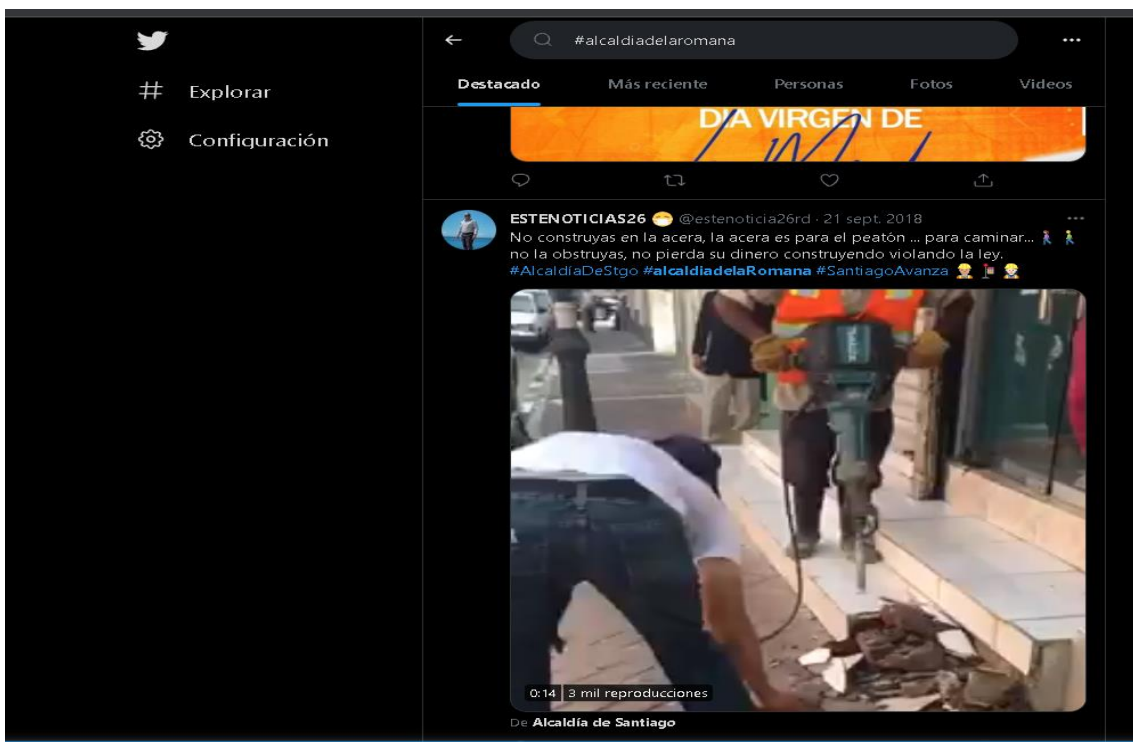 #alcaldiadelaromana
Explorar
Configuración
Destacado Más reciente Personas Fotos Videos
DIA VIRGEN DE
ESTENOTICIAS26 😷 @estenoticia26rd · 21 sept. 2018
No construyas en la acera, la acera es para el peatón ... para caminar... 🚶‍♀️ 🚶
no la obstruyas, no pierda su dinero construyendo violando la ley.
#AlcaldíaDeStgo #alcaldiadelaRomana #SantiagoAvanza
0:14 3 mil reproducciones
De Alcaldía de Santiago